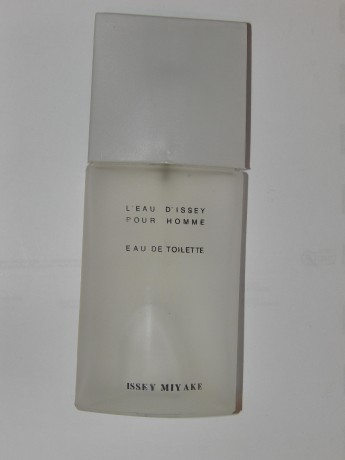 L'EAU D'ISSEY
POUR HOMME
EAU DE TOILETTE
ISSEY MIYAKE